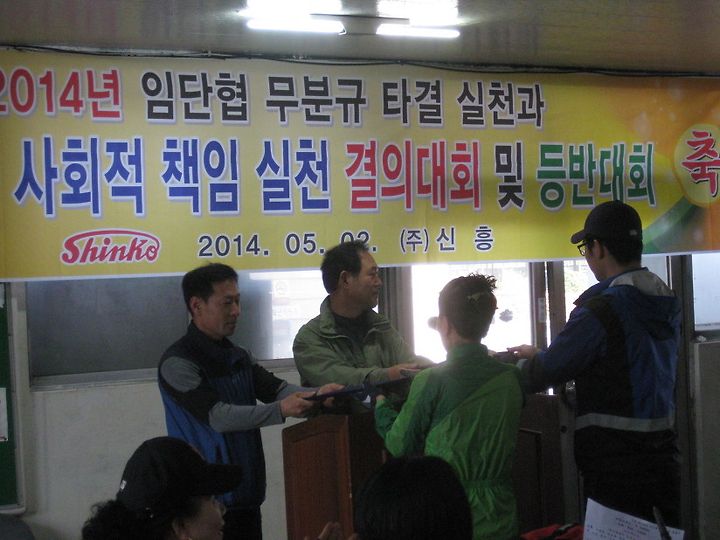 2014년 임단협 무분규 타결 실천과
사회적 책임 실천 결의대회 및 등반대회
축
Shinko 2014. 05. 02. (주) 신 흥